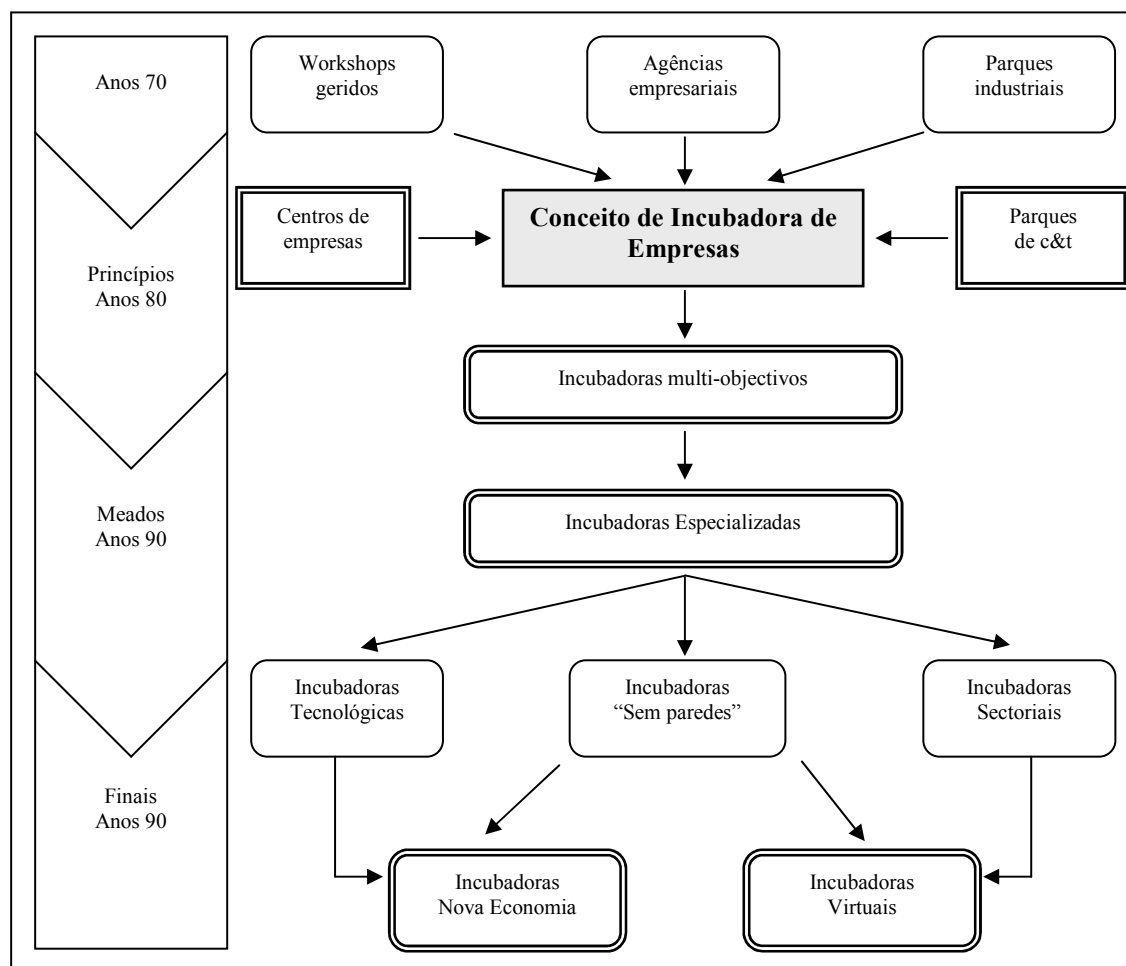 Anos 70
Workshops
geridos
Agências
empresariais
Parques
industriais
Princípios
Anos 80
Centros de
empresas
Conceito de Incubadora de
Empresas
Parques
de c&t
Incubadoras multi-objectivos
Meados
Anos 90
Incubadoras Especializadas
Incubadoras
Tecnológicas
Incubadoras
“Sem paredes”
Incubadoras
Sectoriais
Finais
Anos 90
Incubadoras
Nova Economia
Incubadoras
Virtuais